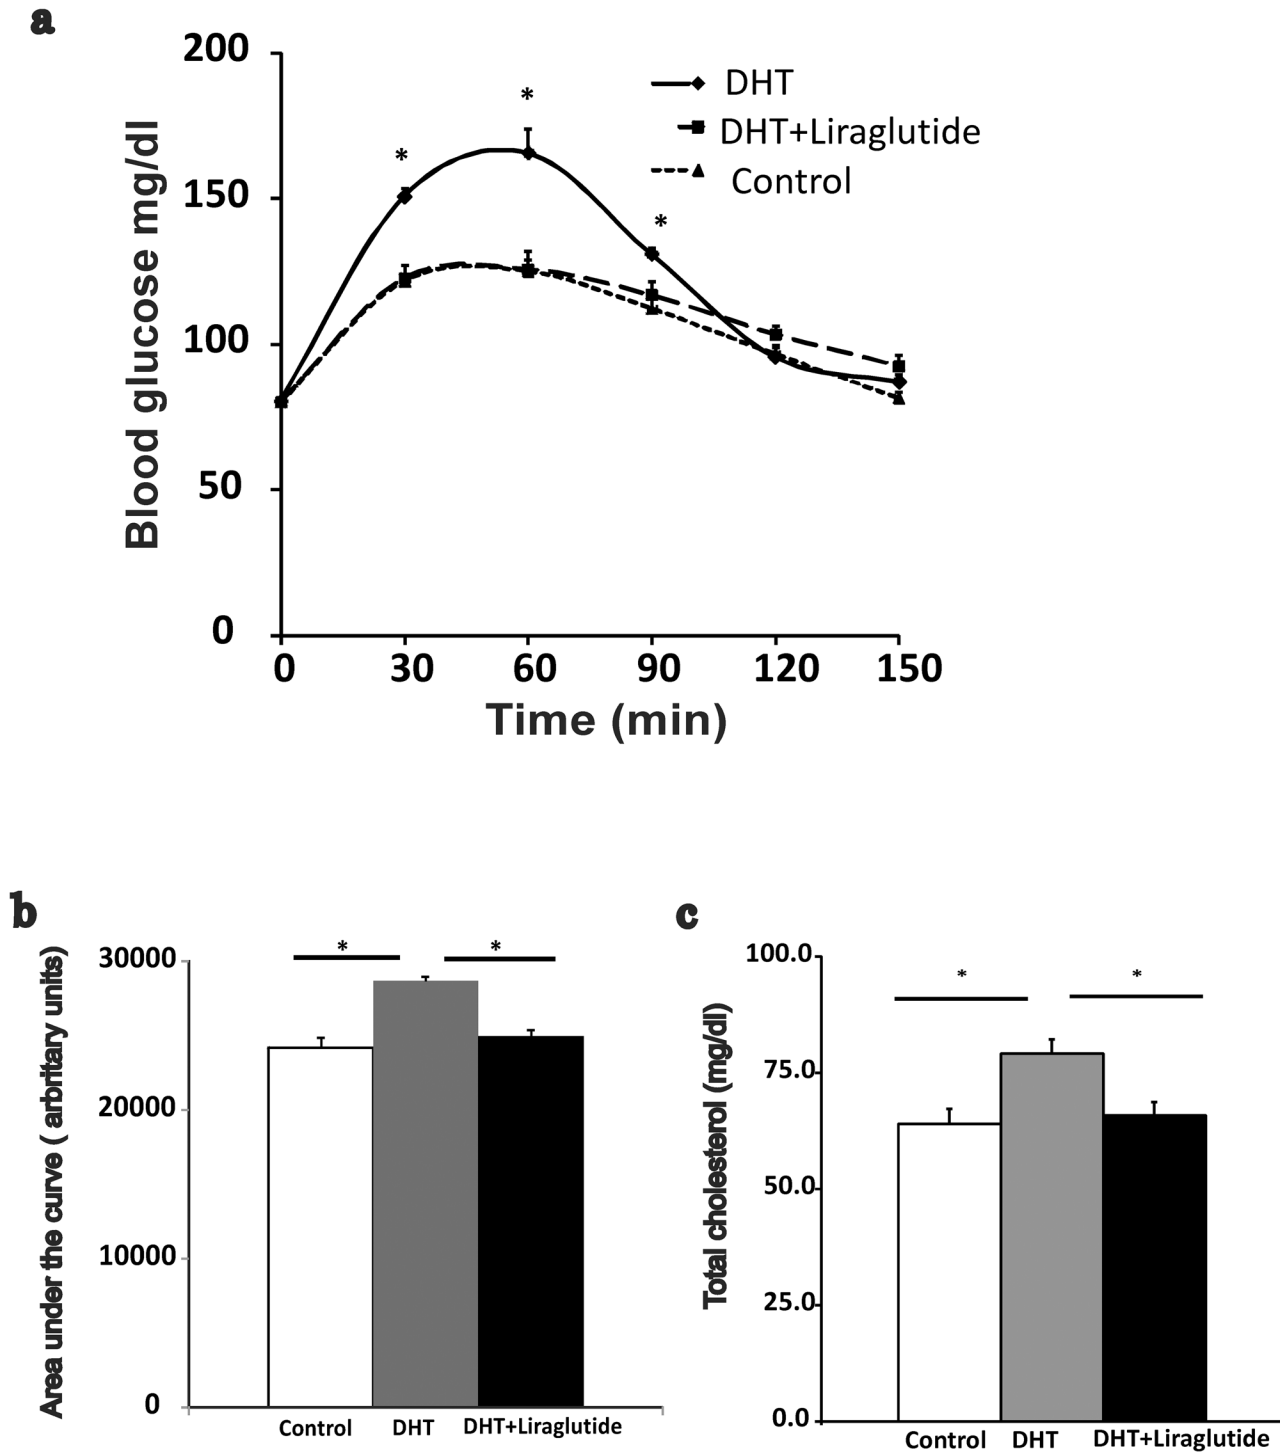 a
200
150
100
50
0
Blood glucose mg/dl
*
*
*
DHT
DHT+Liraglutide
Control
0 30 60 90 120 150
Time (min)
b
30000
20000
10000
0
Area under the curve ( arbritary units)
* *
Control DHT DHT+Liraglutide
c
100.0
75.0
50.0
25.0
0.0
Total cholesterol (mg/dl)
* *
Control DHT DHT+Liraglutide